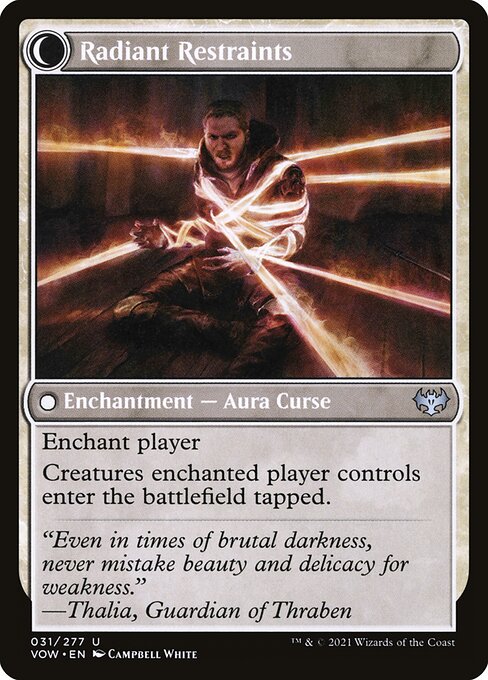 Radiant Restraints
Enchantment — Aura Curse
Enchant player
Creatures enchanted player controls
enter the battlefield tapped.
“Even in times of brutal darkness,
never mistake beauty and delicacy for
weakness.”
—Thalia, Guardian of Thraben
031/277 U
VOW • EN Campbell White
™ & © 2021 Wizards of the Coast